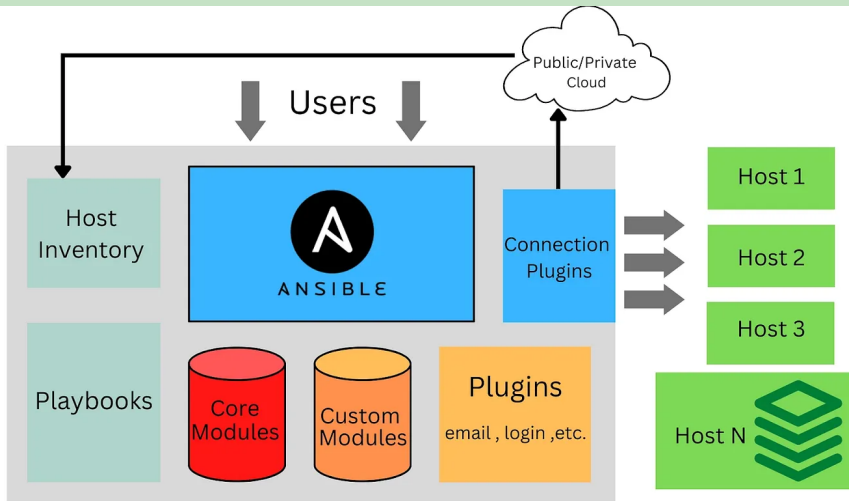 Public/Private
Cloud
Users
Host
Inventory
ANSIBLE
Connection
Plugins
Host 1
Host 2
Host 3
Host N
Playbooks
Core
Modules
Custom
Modules
Plugins
email , login ,etc.